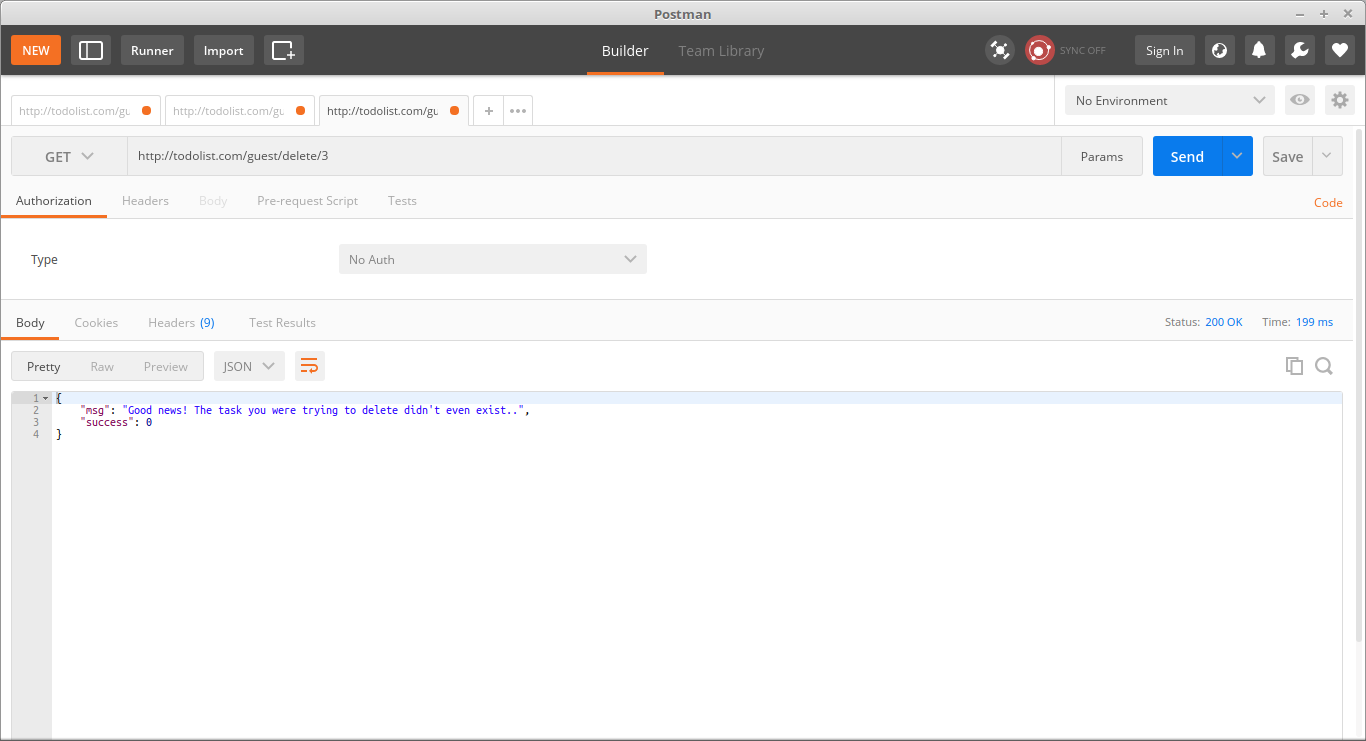 Postman
NEW Runner Import Builder Team Library SYNC OFF Sign In
http://todolist.com/gu http://todolist.com/gu http://todolist.com/gu + ••• No Environment
GET http://todolist.com/guest/delete/3 Params Send Save
Authorization Headers Body Pre-request Script Tests Code
Type No Auth
Body Cookies Headers (9) Test Results Status: 200 OK Time: 199 ms
Pretty Raw Preview JSON
1 {
2 "msg": "Good news! The task you were trying to delete didn't even exist..",
3 "success": 0
4 }